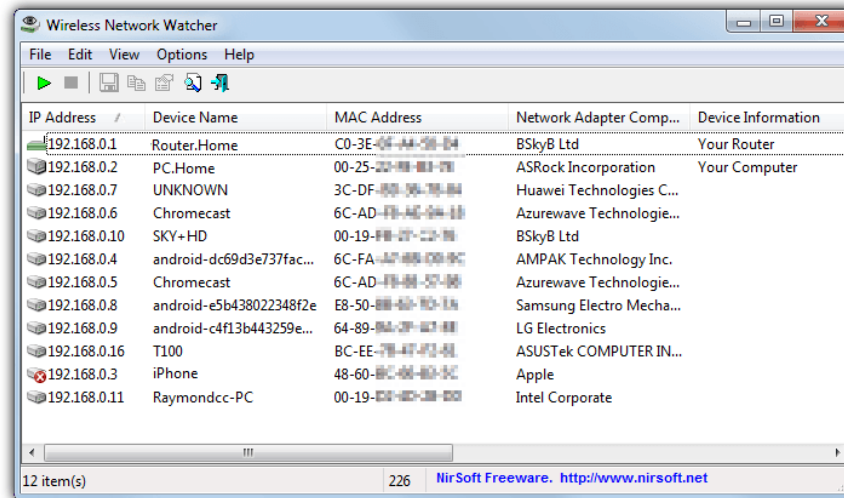 Wireless Network Watcher
File Edit View Options Help
IP Address / Device Name MAC Address Network Adapter Comp... Device Information
192.168.0.1 Router.Home C0-3E- BSkyB Ltd Your Router
192.168.0.2 PC.Home 00-25- ASRock Incorporation Your Computer
192.168.0.7 UNKNOWN 3C-DF- Huawei Technologies C...
192.168.0.6 Chromecast 6C-AD- Azurewave Technologie...
192.168.0.10 SKY+HD 00-19- BSkyB Ltd
192.168.0.4 android-dc69d3e737fac... 6C-FA- AMPAK Technology Inc.
192.168.0.5 Chromecast 6C-AD- Azurewave Technologie...
192.168.0.8 android-e5b438022348f2e E8-50- Samsung Electro Mecha...
192.168.0.9 android-c4f13b443259e... 64-89- LG Electronics
192.168.0.16 T100 BC-EE- ASUSTek COMPUTER IN...
192.168.0.3 iPhone 48-60- Apple
192.168.0.11 Raymondcc-PC 00-19- Intel Corporate
12 item(s) 226 NirSoft Freeware. http://www.nirsoft.net